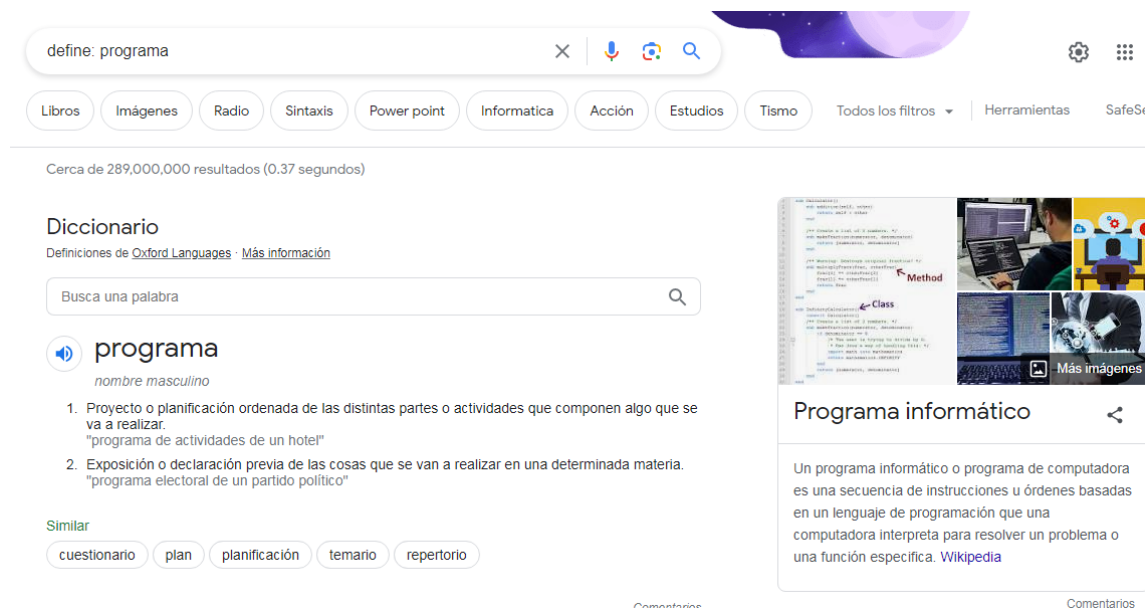 define: programa
Libros
Imágenes
Radio
Sintaxis
Power point
Informatica
Acción
Estudios
Tismo
Todos los filtros
Herramientas
SafeSe
Cerca de 289,000,000 resultados (0.37 segundos)
Diccionario
Definiciones de Oxford Languages · Más información
Busca una palabra
programa
nombre masculino
1. Proyecto o planificación ordenada de las distintas partes o actividades que componen algo que se
va a realizar.
"programa de actividades de un hotel"
2. Exposición o declaración previa de las cosas que se van a realizar en una determinada materia.
"programa electoral de un partido político"
Similar
cuestionario
plan
planificación
temario
repertorio
Comentarios
Method
Class
Más imágenes
Programa informático
Un programa informático o programa de computadora
es una secuencia de instrucciones u órdenes basadas
en un lenguaje de programación que una
computadora interpreta para resolver un problema o
una función específica. Wikipedia
Comentarios